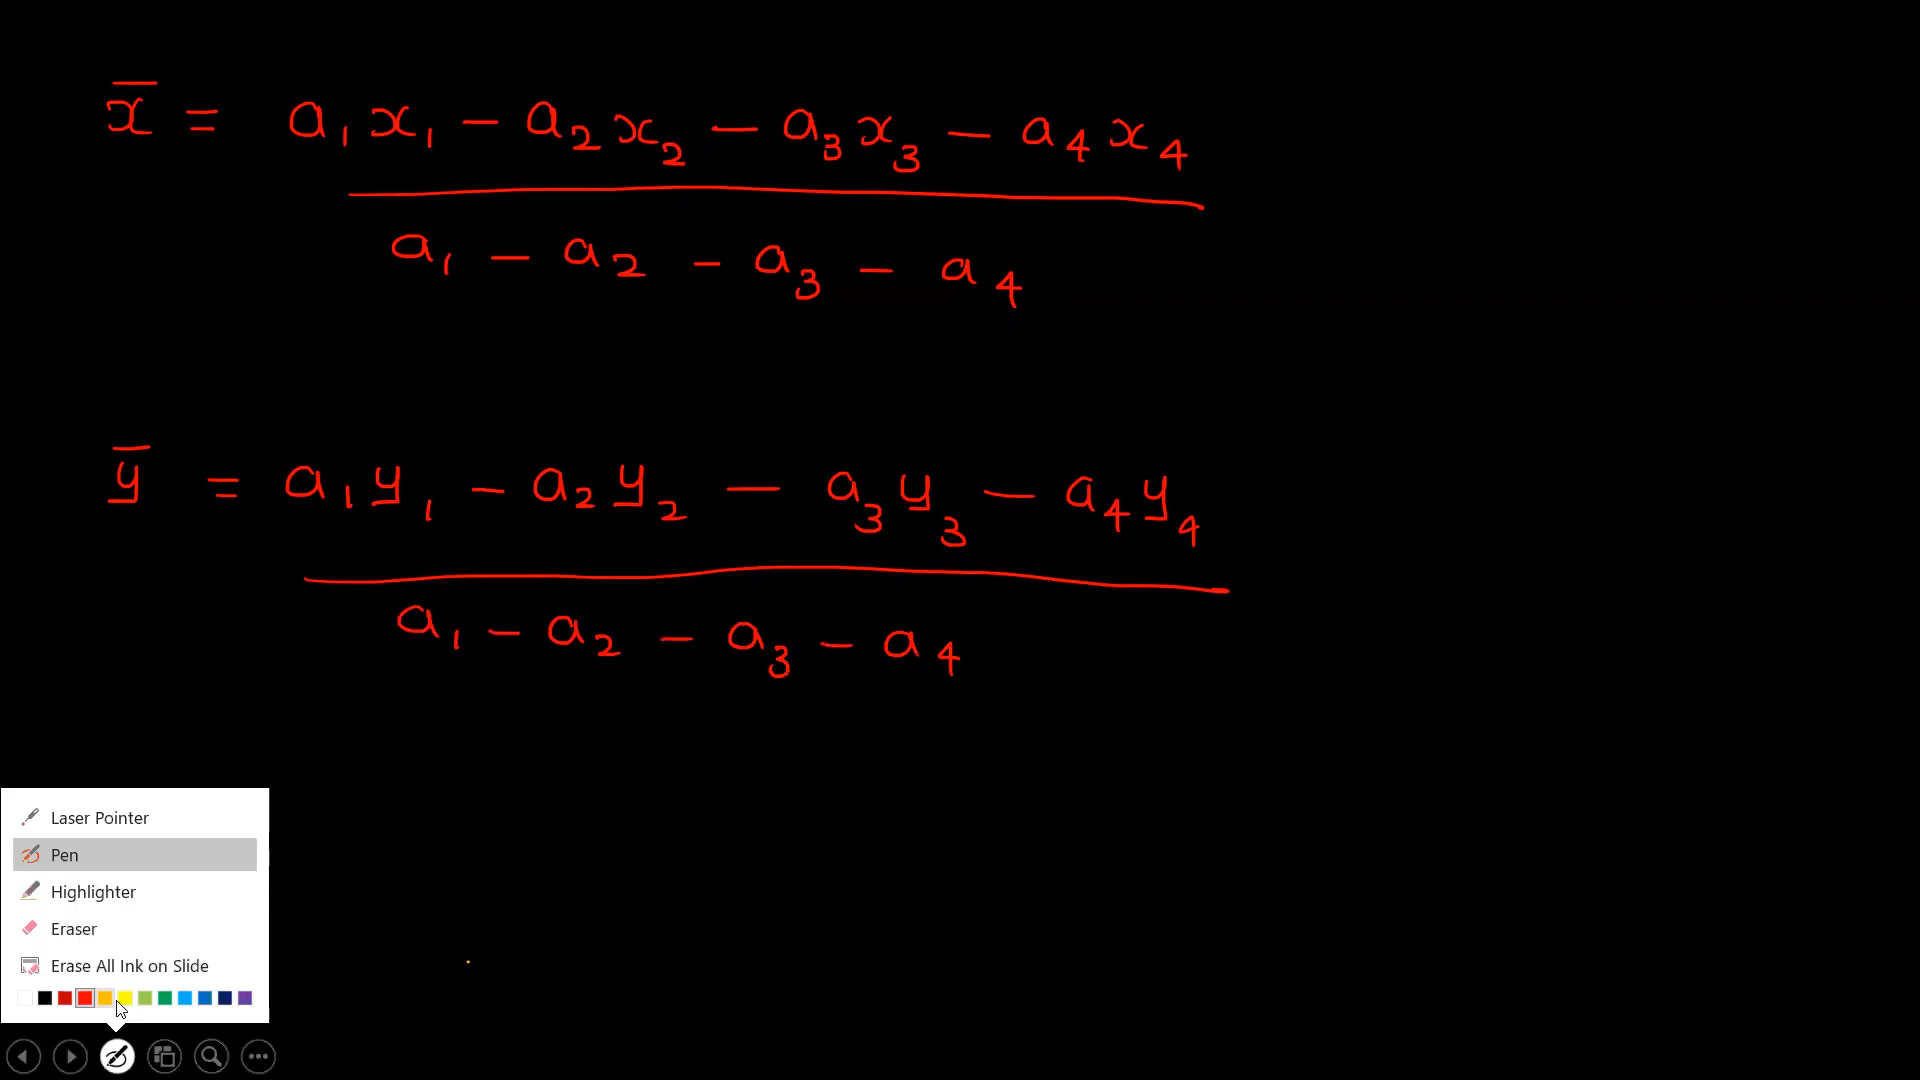 x̄ = a₁x₁ − a₂x₂ − a₃x₃ − a₄x₄
a₁ − a₂ − a₃ − a₄
ȳ = a₁y₁ − a₂y₂ − a₃y₃ − a₄y₄
a₁ − a₂ − a₃ − a₄
Laser Pointer
Pen
Highlighter
Eraser
Erase All Ink on Slide